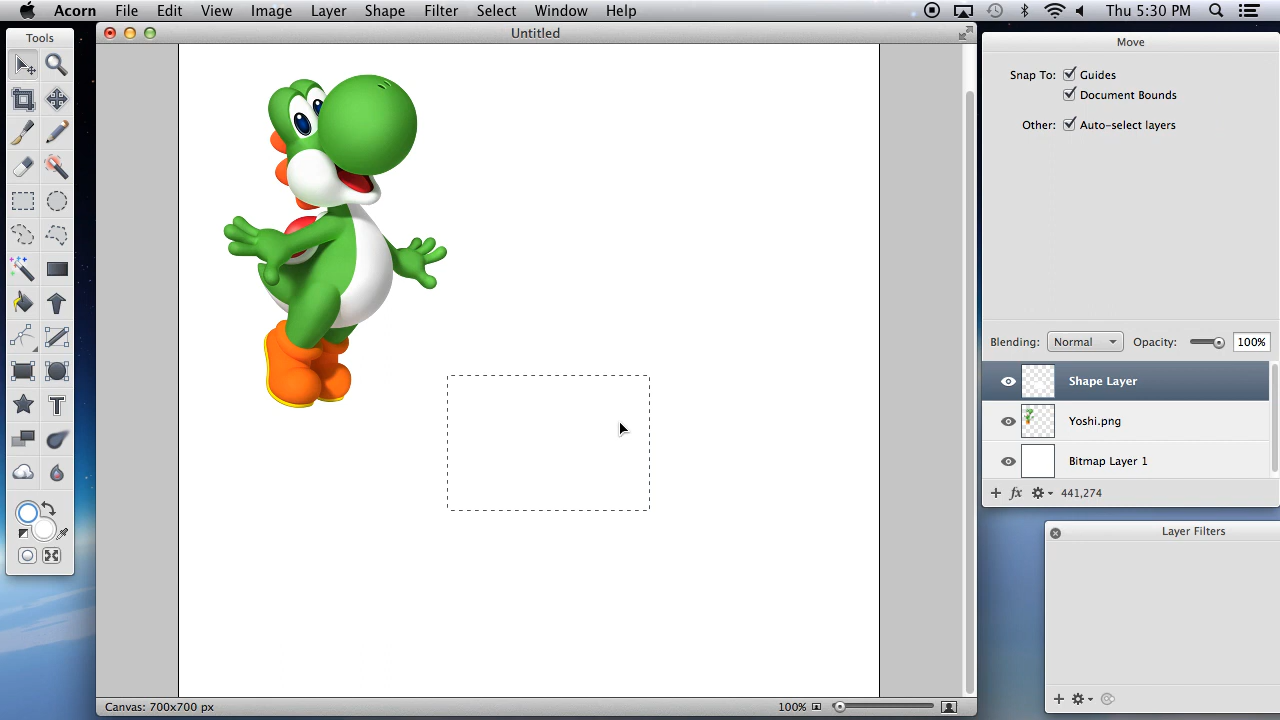 Acorn File Edit View Image Layer Shape Filter Select Window Help Thu 5:30 PM
Tools
Untitled
Move
Snap To: Guides
Document Bounds
Other: Auto-select layers
Blending: Normal Opacity: 100%
Shape Layer
Yoshi.png
Bitmap Layer 1
fx 441,274
Layer Filters
T
Canvas: 700x700 px 100%